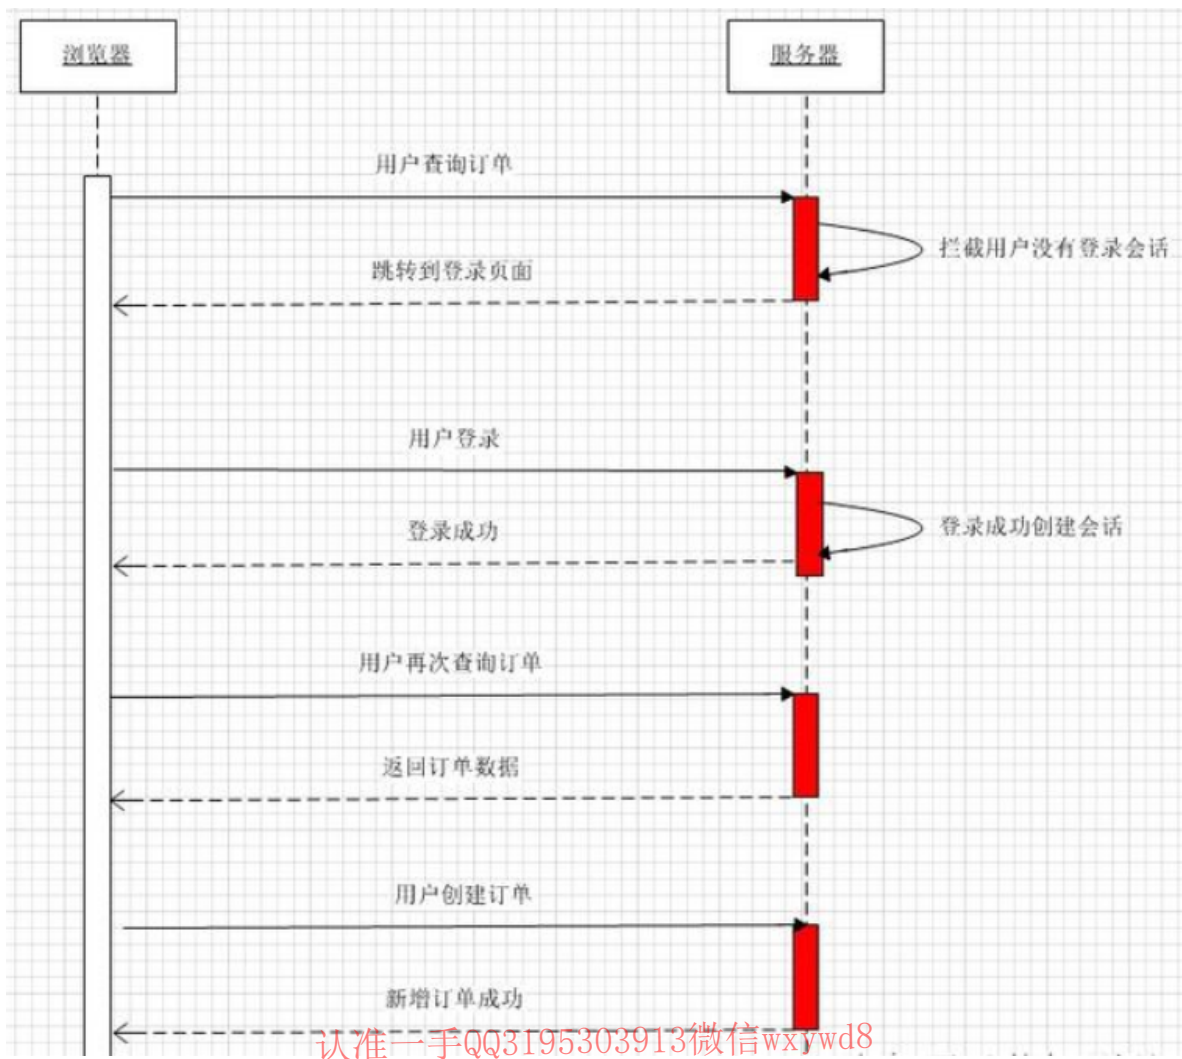 浏览器
服务器
用户查询订单
拦截用户没有登录会话
跳转到登录页面
用户登录
登录成功创建会话
登录成功
用户再次查询订单
返回订单数据
用户创建订单
新增订单成功
认准一手QQ3195303913微信wxywd8